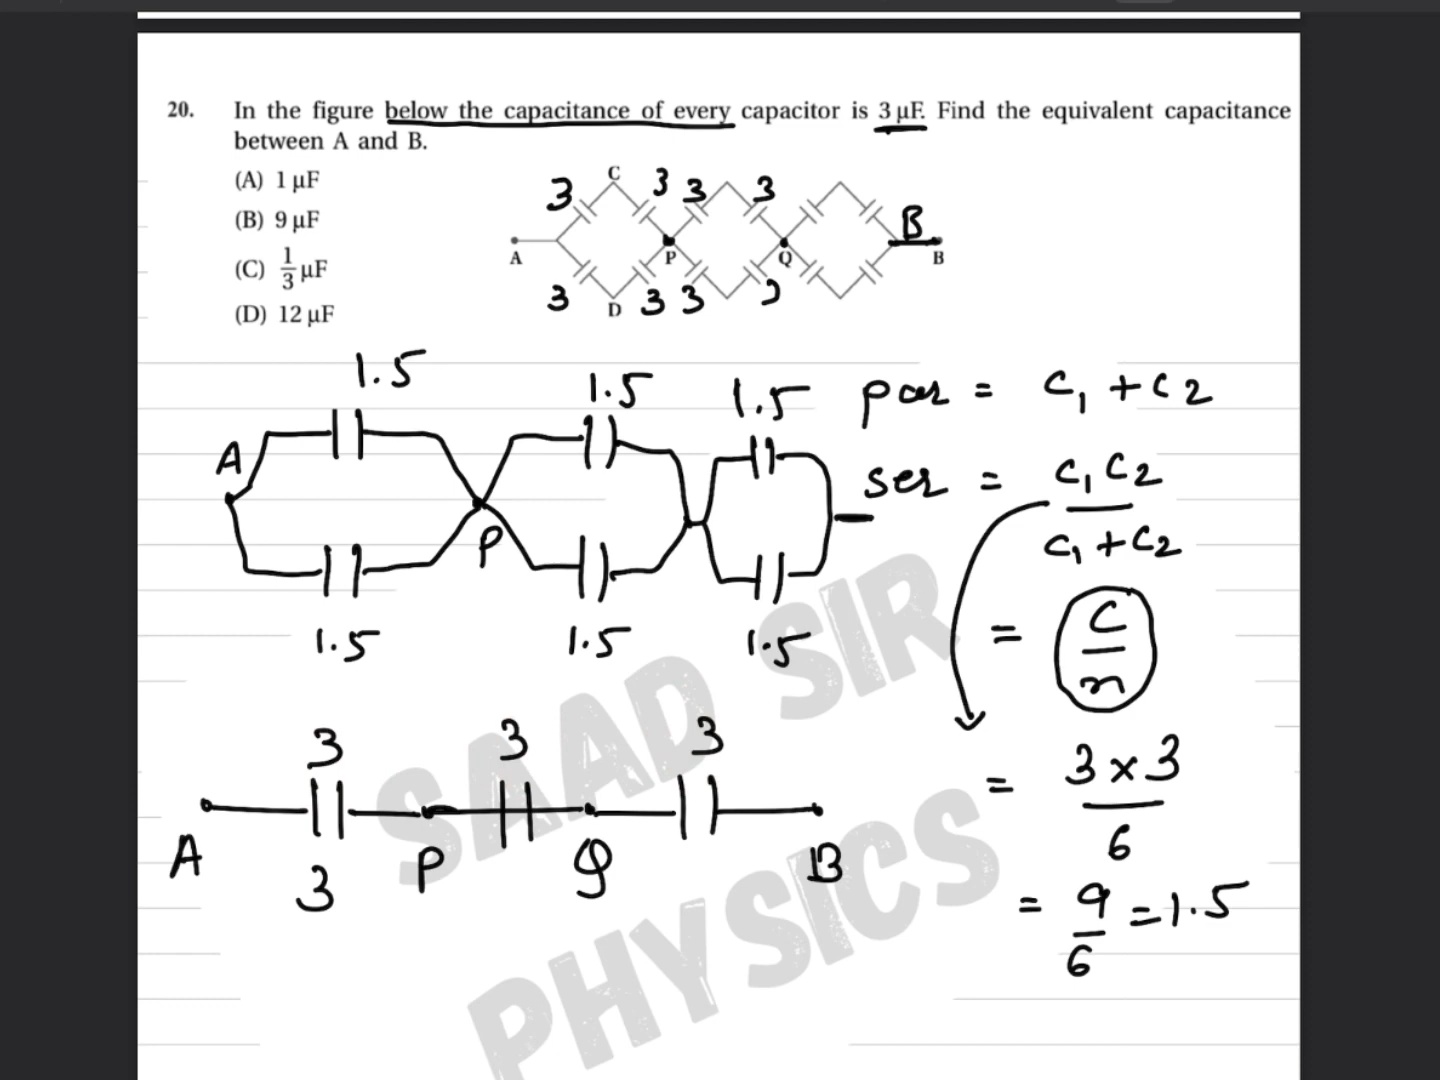 20. In the figure below the capacitance of every capacitor is 3 µF. Find the equivalent capacitance
between A and B.
(A) 1 µF
(B) 9 µF
(C) 1/3 µF
(D) 12 µF
3 C 3 3 3
B
A P Q B
3 D 3 3
1.5 1.5 1.5
par = C1 + C2
A
ser = C1C2 / C1 + C2
P
= C/n
1.5 1.5 1.5
3 3 3
= 3 x 3 / 6
A 3 P Q B
= 9/6 = 1.5
SAAD SIR
PHYSICS